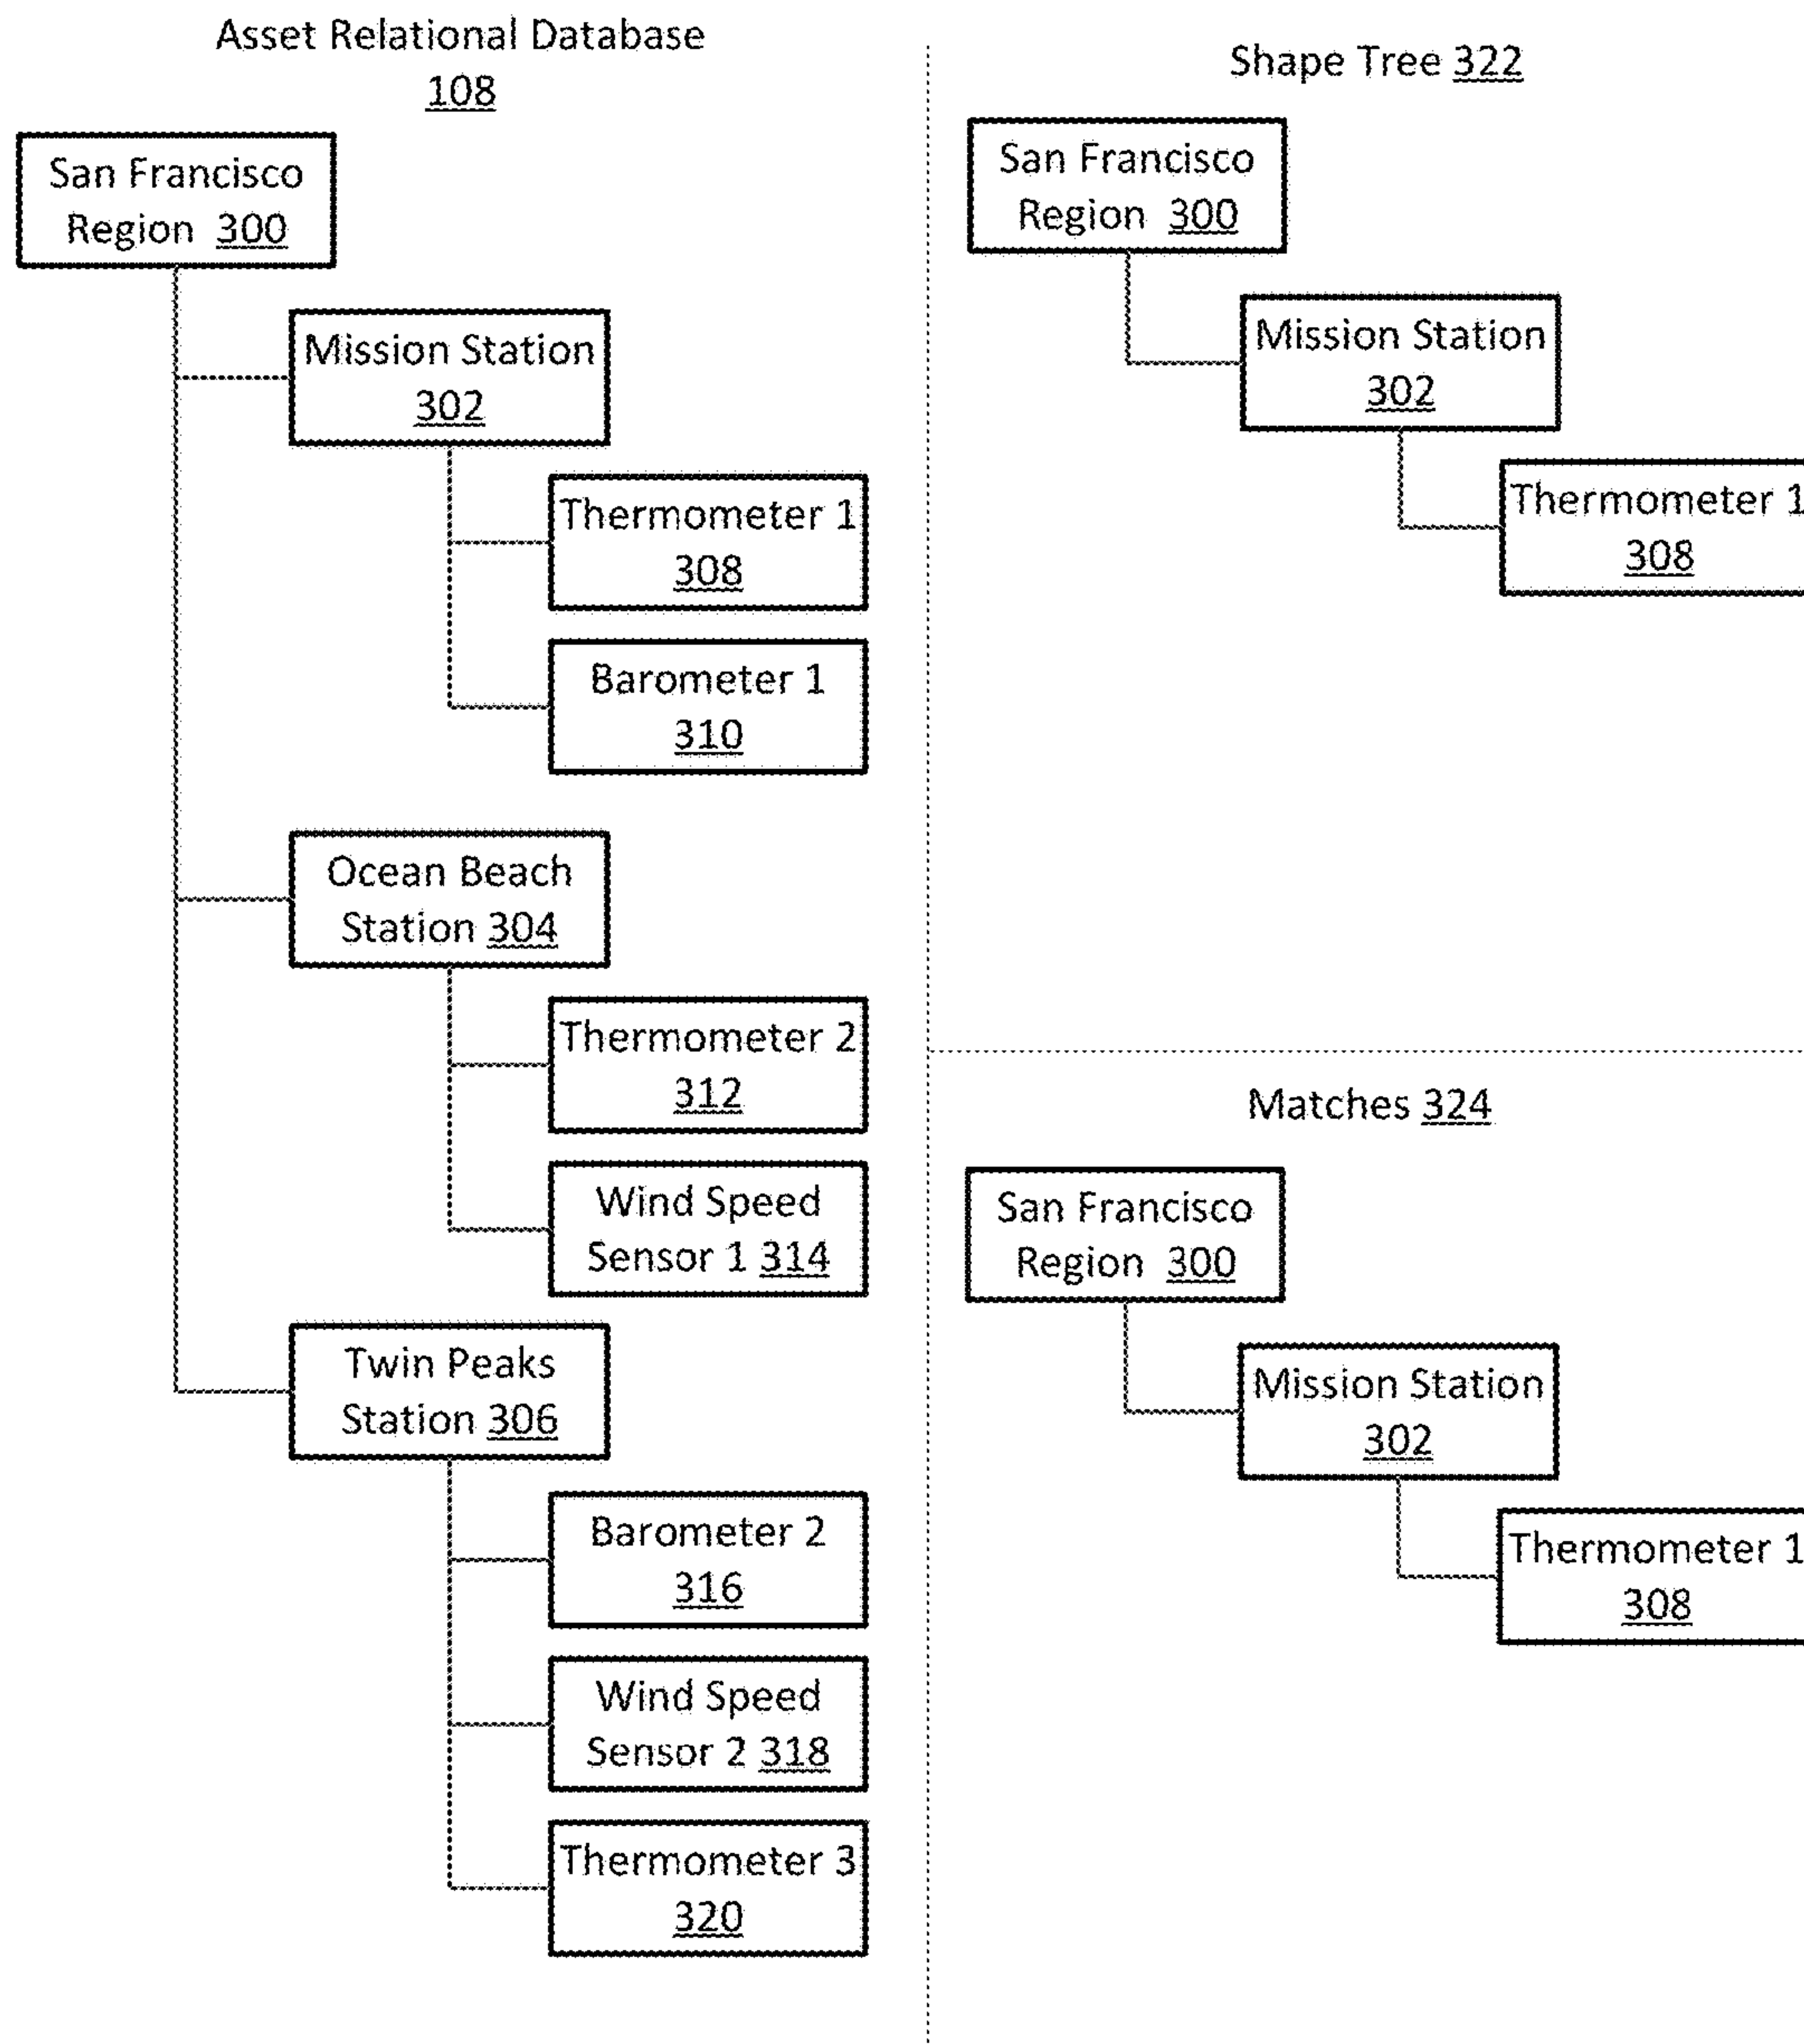 Asset Relational Database
108
San Francisco
Region 300
Mission Station
302
Thermometer 1
308
Barometer 1
310
Ocean Beach
Station 304
Thermometer 2
312
Wind Speed
Sensor 1 314
Twin Peaks
Station 306
Barometer 2
316
Wind Speed
Sensor 2 318
Thermometer 3
320
Shape Tree 322
San Francisco
Region 300
Mission Station
302
Thermometer 1
308
Matches 324
San Francisco
Region 300
Mission Station
302
Thermometer 1
308